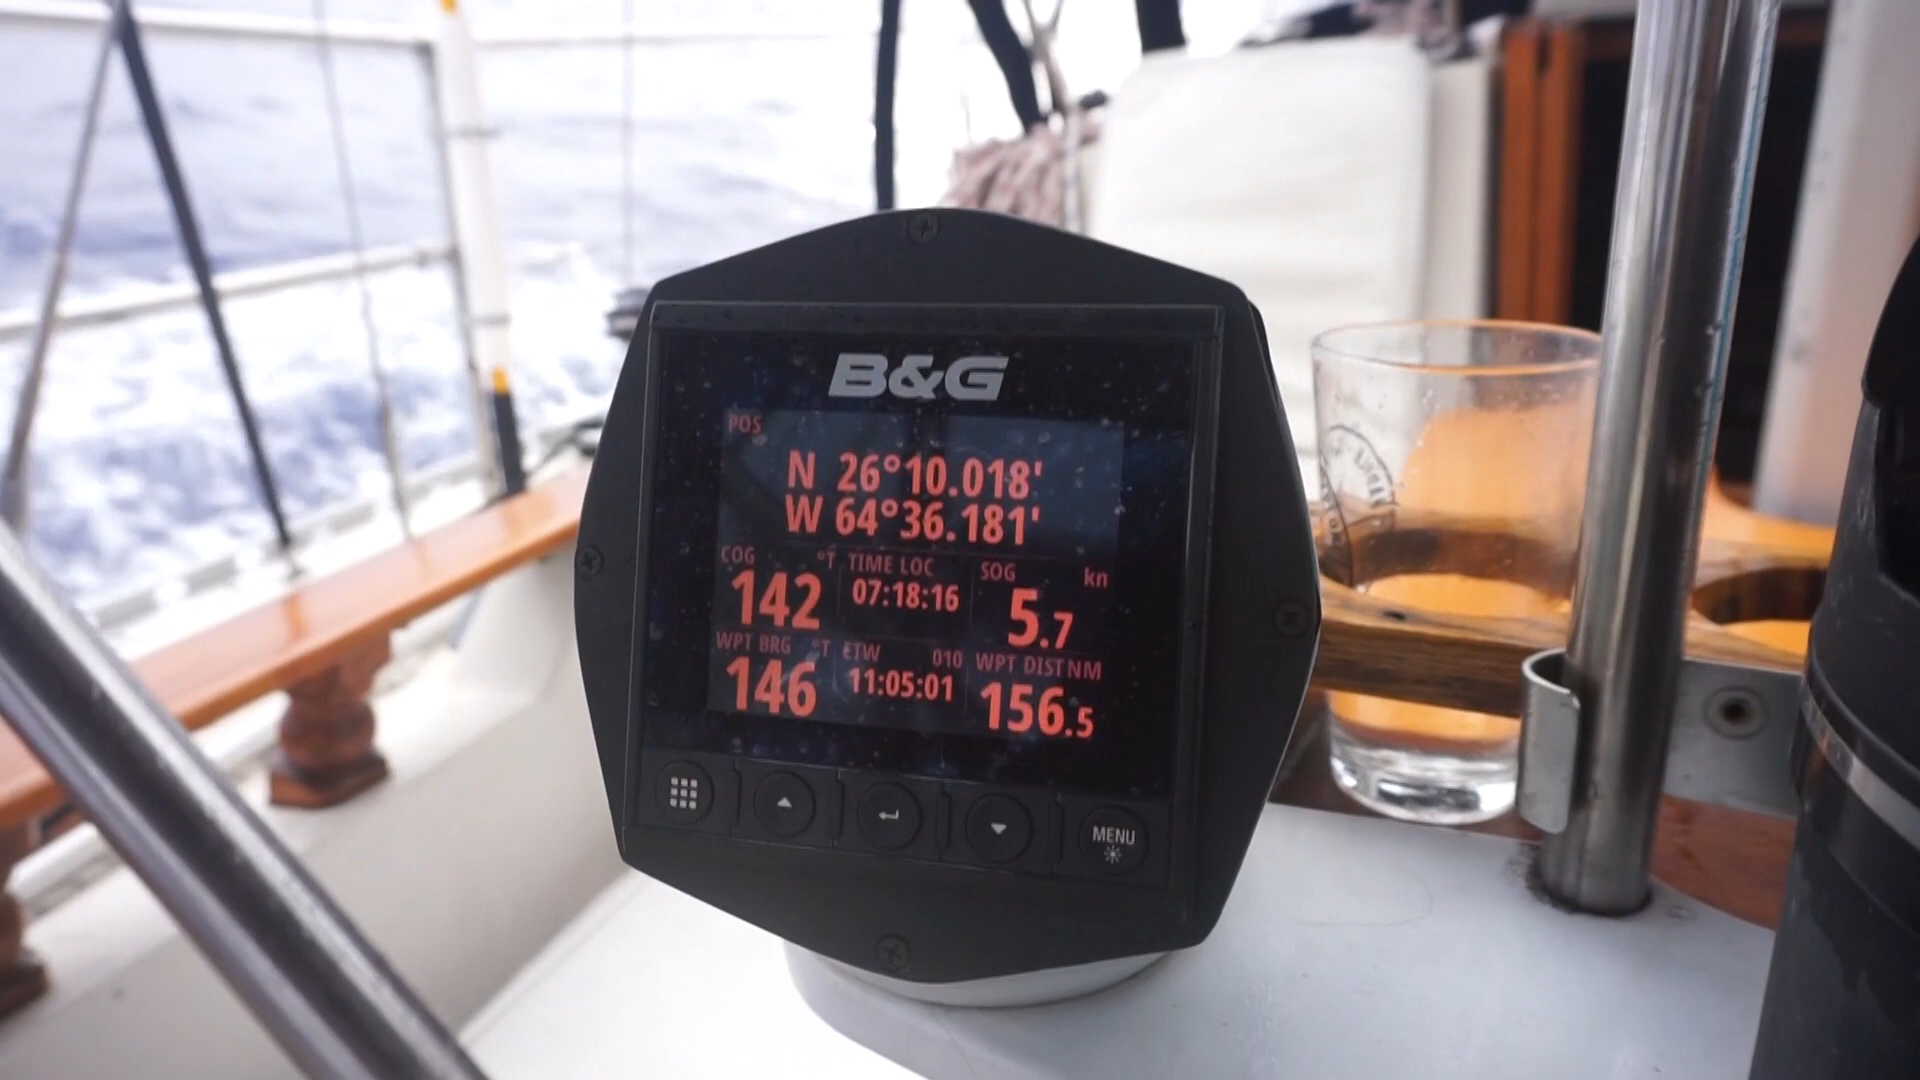 B&G
POS
N 26°10.018'
W 64°36.181'
COG °T TIME LOC SOG kn
142 07:18:16 5.7
WPT BRG °T ETW 010 WPT DIST NM
146 11:05:01 156.5
MENU